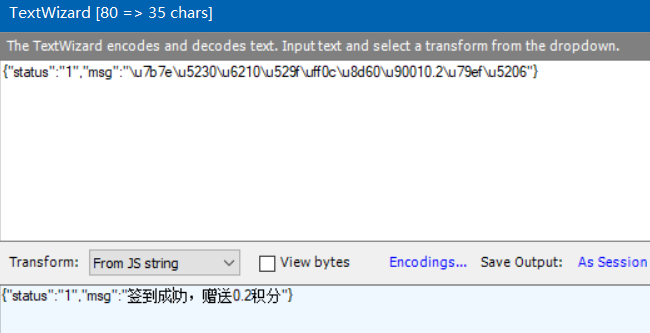 TextWizard [80 => 35 chars]
The TextWizard encodes and decodes text. Input text and select a transform from the dropdown.
{"status":"1","msg":"\u7b7e\u5230\u6210\u529f\uff0c\u8d60\u90010.2\u79ef\u5206"}
Transform: From JS string View bytes Encodings... Save Output: As Session
{"status":"1","msg":"签到成功，赠送0.2积分"}